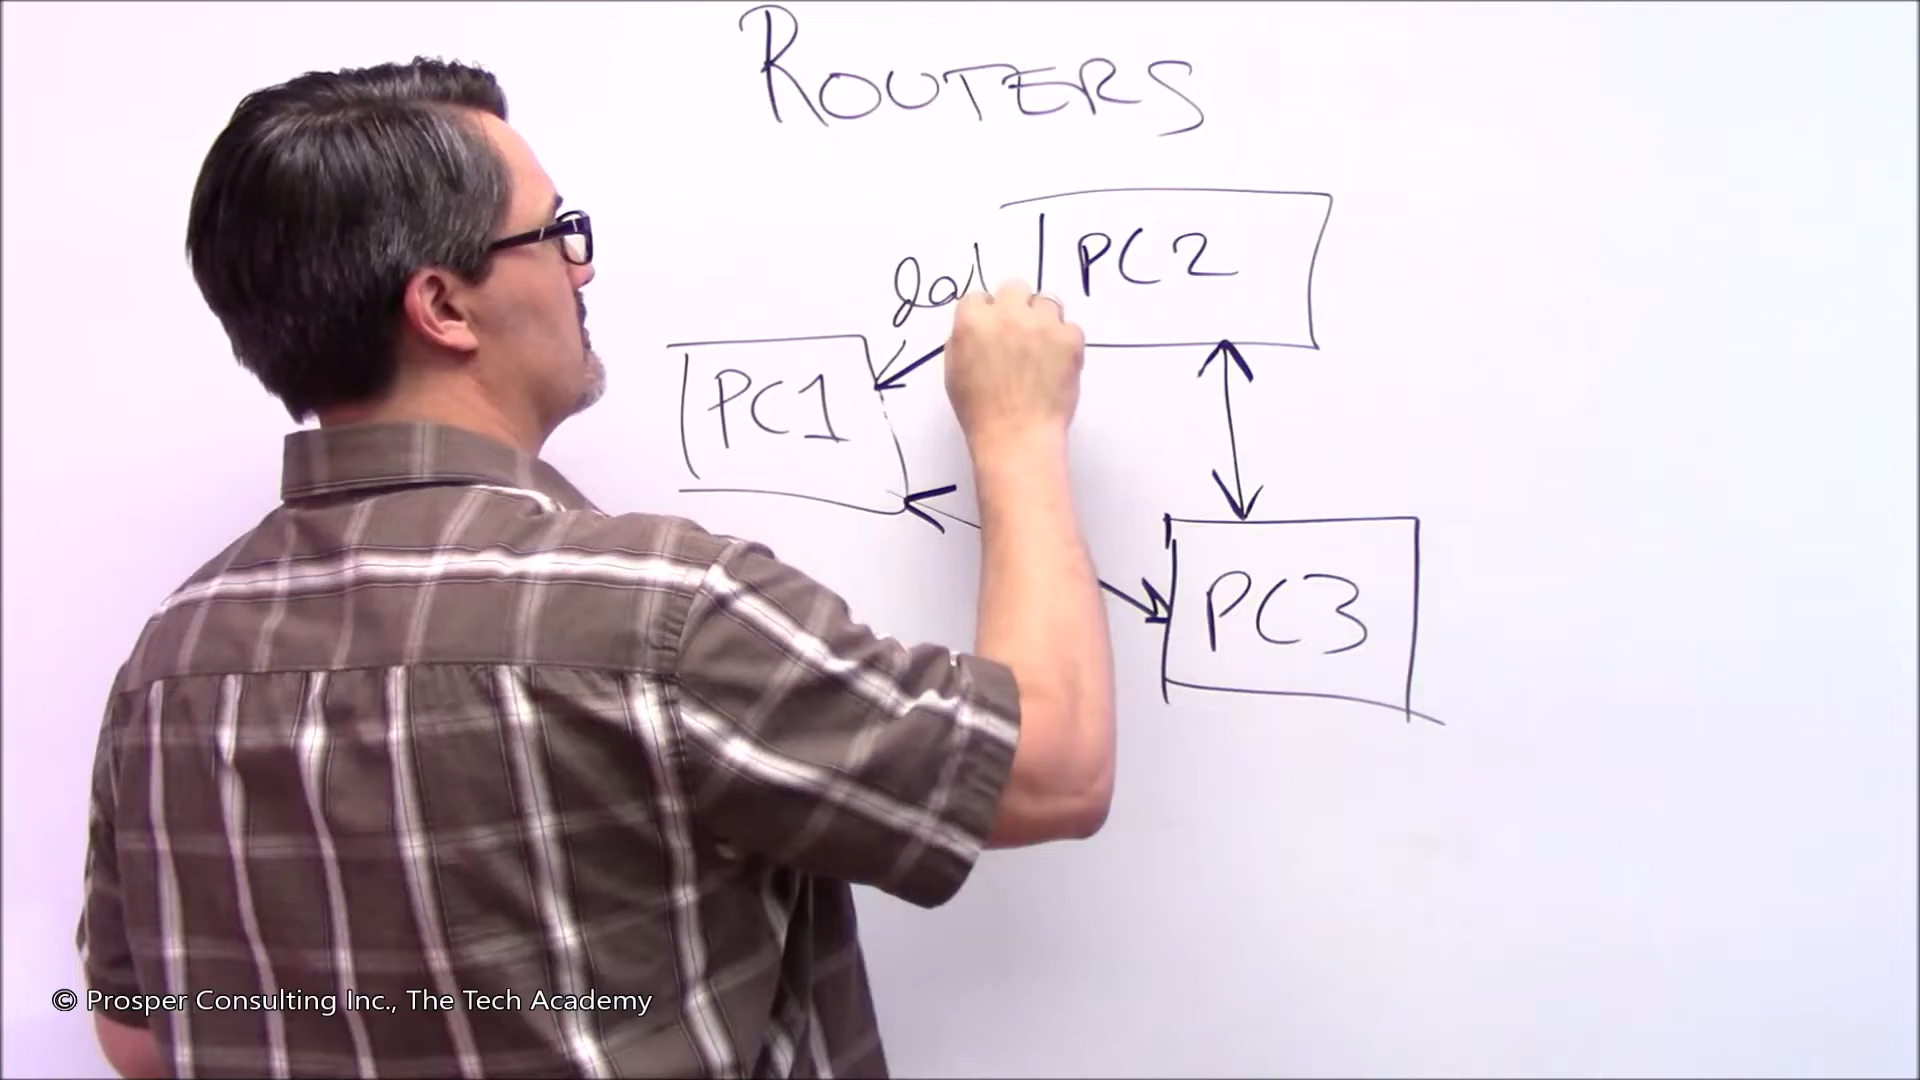 ROUTERS
PC2
PC1
PC3
© Prosper Consulting Inc., The Tech Academy